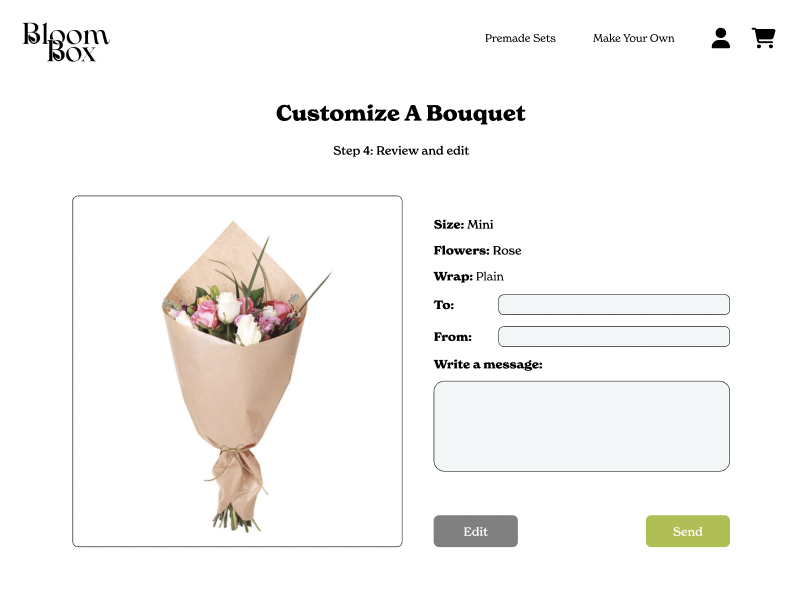 Bloom
Box
Premade Sets
Make Your Own
Customize A Bouquet
Step 4: Review and edit
Size: Mini
Flowers: Rose
Wrap: Plain
To:
From:
Write a message:
Edit
Send